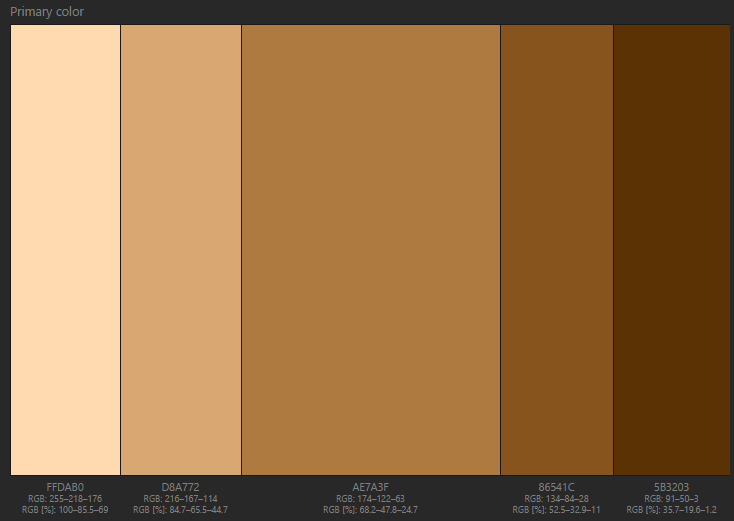 Primary color
FFDAB0
RGB: 255–218–176
RGB [%]: 100–85.5–69
D8A772
RGB: 216–167–114
RGB [%]: 84.7–65.5–44.7
AE7A3F
RGB: 174–122–63
RGB [%]: 68.2–47.8–24.7
86541C
RGB: 134–84–28
RGB [%]: 52.5–32.9–11
5B3203
RGB: 91–50–3
RGB [%]: 35.7–19.6–1.2